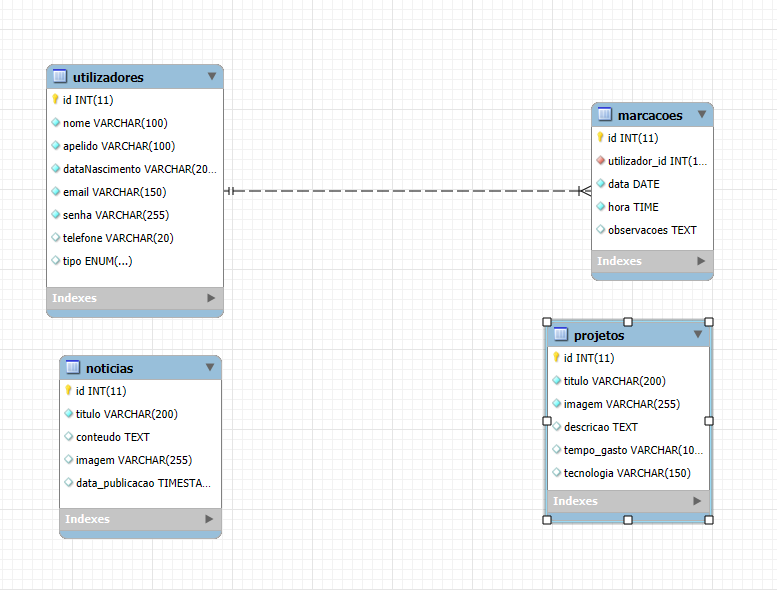 utilizadores
id INT(11)
nome VARCHAR(100)
apelido VARCHAR(100)
dataNascimento VARCHAR(20...
email VARCHAR(150)
senha VARCHAR(255)
telefone VARCHAR(20)
tipo ENUM(...)
Indexes
marcacoes
id INT(11)
utilizador_id INT(1...
data DATE
hora TIME
observacoes TEXT
Indexes
noticias
id INT(11)
titulo VARCHAR(200)
conteudo TEXT
imagem VARCHAR(255)
data_publicacao TIMESTA...
Indexes
projetos
id INT(11)
titulo VARCHAR(200)
imagem VARCHAR(255)
descricao TEXT
tempo_gasto VARCHAR(10...
tecnologia VARCHAR(150)
Indexes